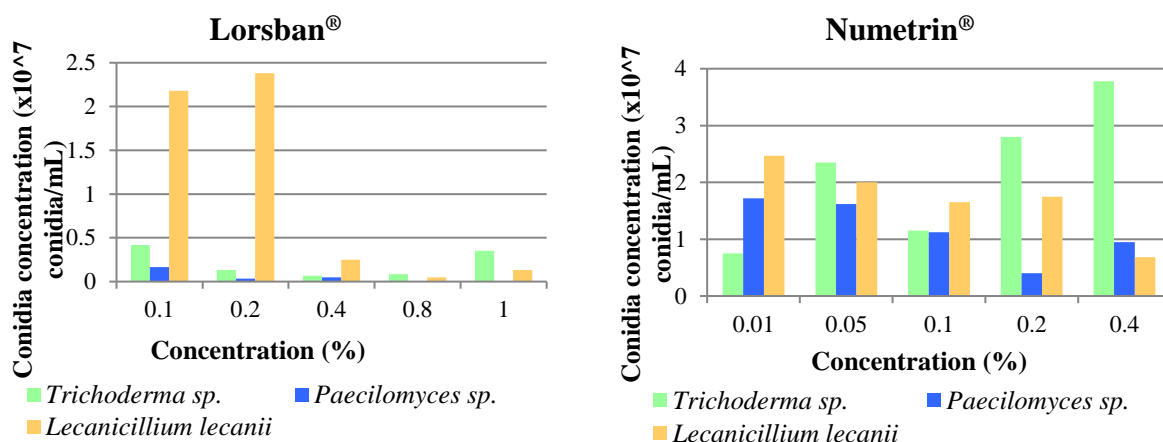 Lorsban®
Conidia concentration (x10^7
conidia/mL)
2.5
2
1.5
1
0.5
0
0.1 0.2 0.4 0.8 1
Concentration (%)
Trichoderma sp. Paecilomyces sp.
Lecanicillium lecanii
Numetrin®
Conidia concentration (x10^7
conidia/mL)
4
3
2
1
0
0.01 0.05 0.1 0.2 0.4
Concentration (%)
Trichoderma sp. Paecilomyces sp.
Lecanicillium lecanii